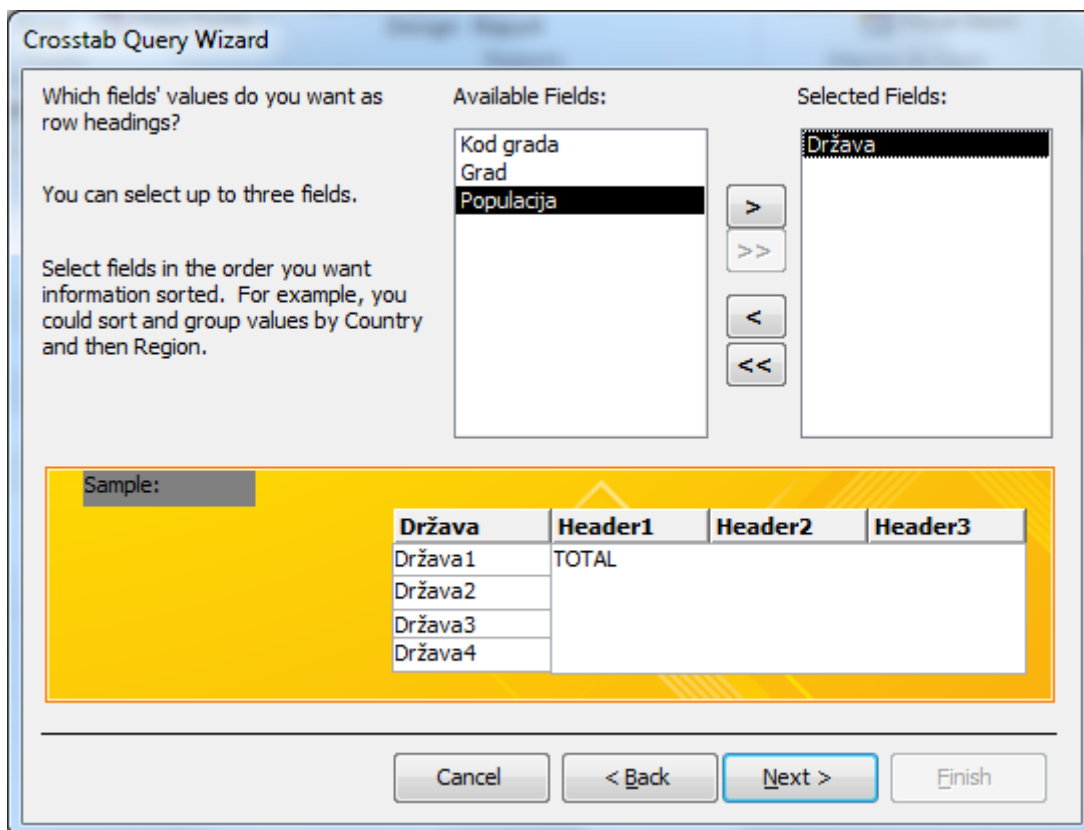 Crosstab Query Wizard
Which fields' values do you want as
row headings?
You can select up to three fields.
Select fields in the order you want
information sorted. For example, you
could sort and group values by Country
and then Region.
Available Fields:
Kod grada
Grad
Populacija
>
>>
<
<<
Selected Fields:
Država
Sample:
Država Header1 Header2 Header3
Država1 TOTAL
Država2
Država3
Država4
Cancel < Back Next > Finish